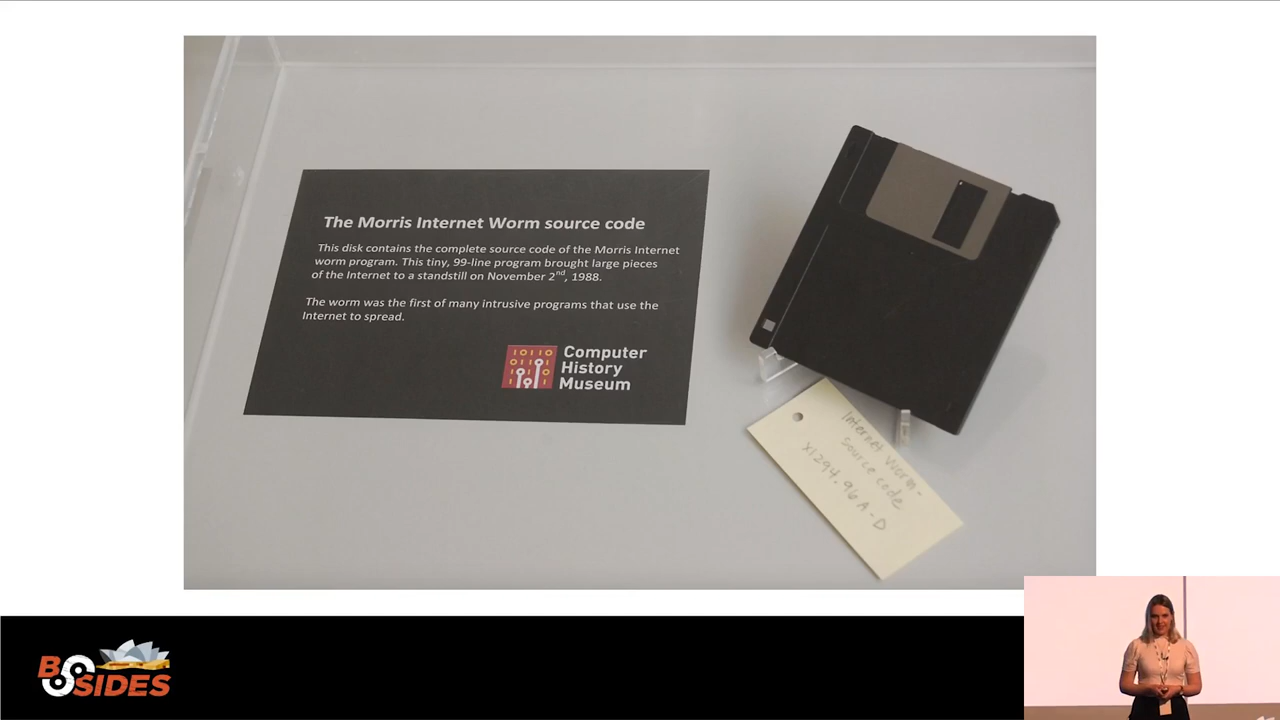 The Morris Internet Worm source code
This disk contains the complete source code of the Morris Internet
worm program. This tiny, 99-line program brought large pieces
of the Internet to a standstill on November 2nd, 1988.
The worm was the first of many intrusive programs that use the
Internet to spread.
Computer
History
Museum
Internet Worm-
source code
X1294.96 A-D
BSIDES